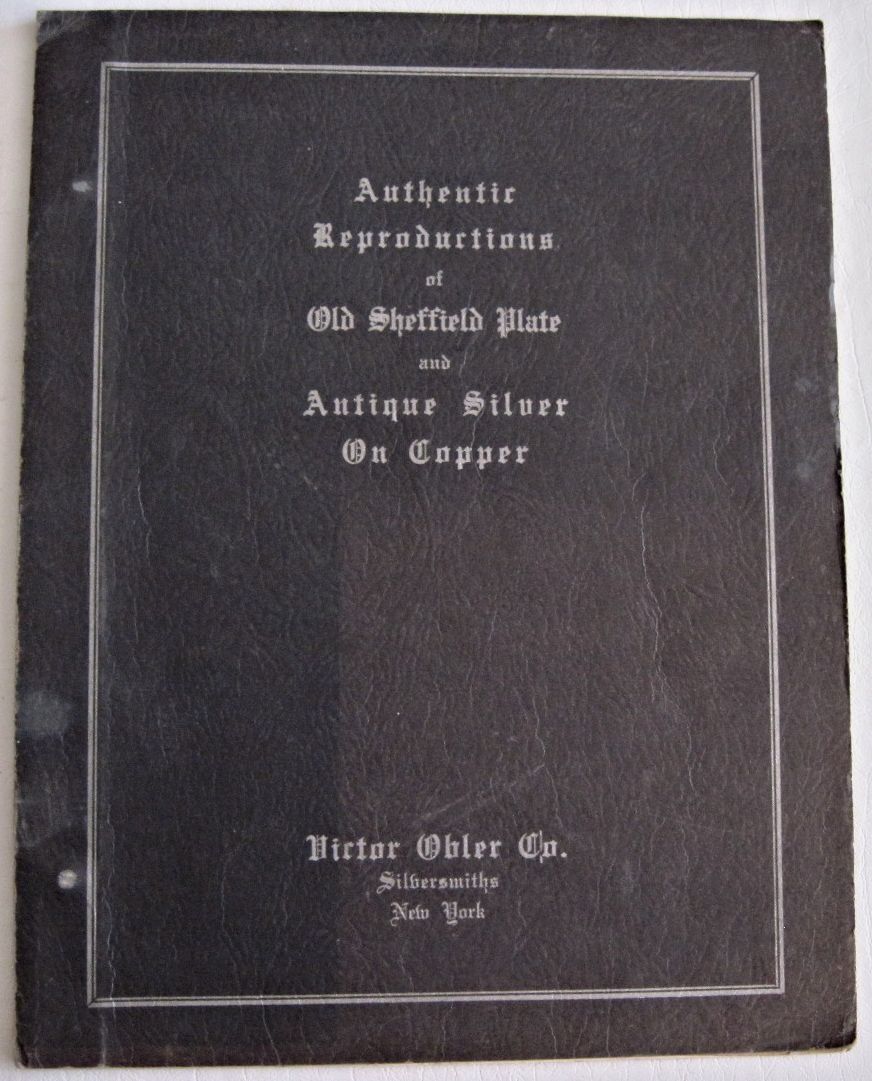 Authentic
Reproductions
of
Old Sheffield Plate
and
Antique Silver
On Copper
Victor Obler Co.
Silversmiths
New York